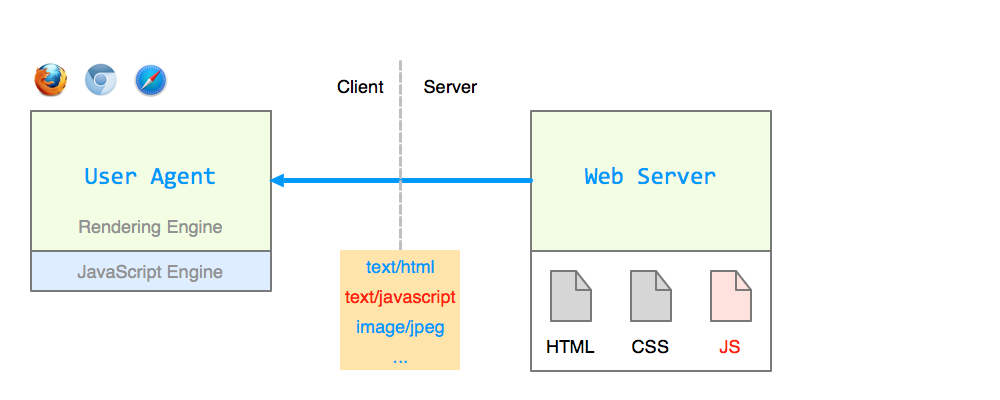 Client
Server
User Agent
Web Server
Rendering Engine
JavaScript Engine
text/html
text/javascript
image/jpeg
...
HTML
CSS
JS